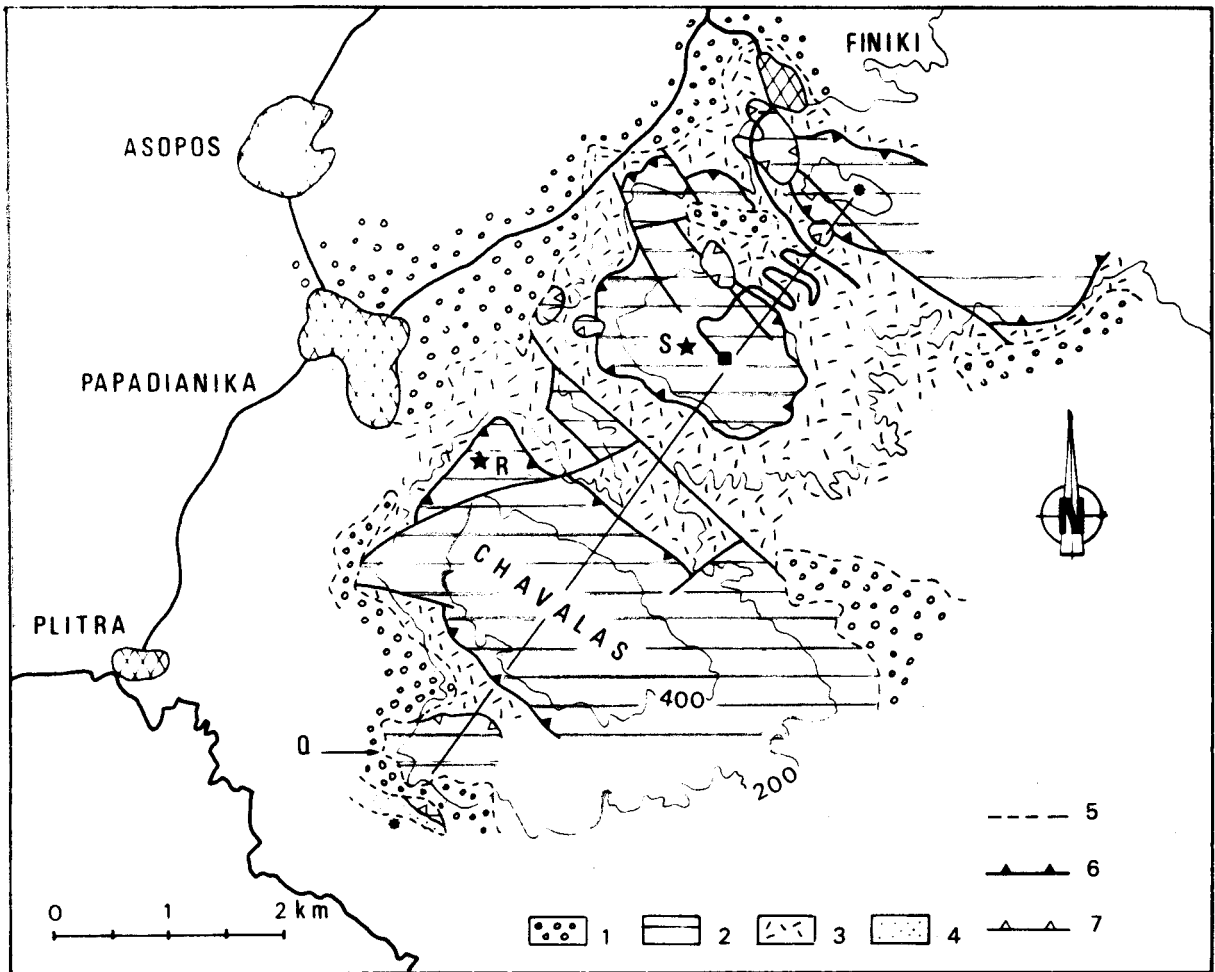 FINIKI
ASOPOS
S
PAPADIANIKA
R
N
CHAVALAS
PLITRA
400
Q
200
5
6
0 1 2 km
1 2 3 4 7